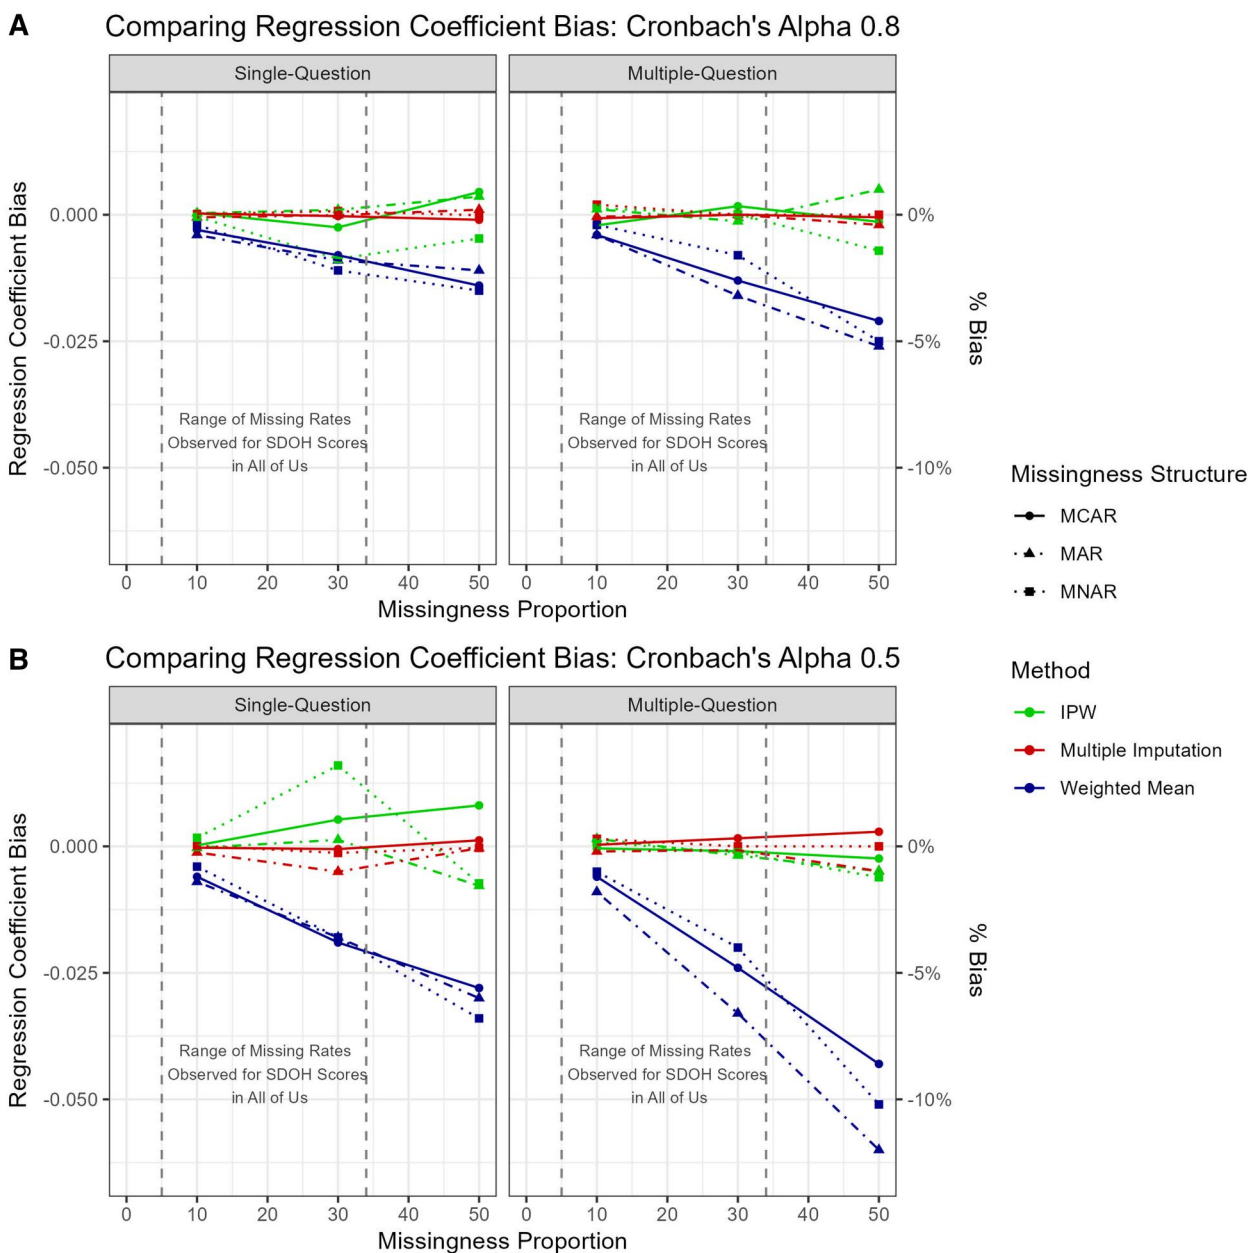 A
Comparing Regression Coefficient Bias: Cronbach's Alpha 0.8
Single-Question
Multiple-Question
Regression Coefficient Bias
0.000
-0.025
-0.050
Range of Missing Rates
Observed for SDOH Scores
in All of Us
Range of Missing Rates
Observed for SDOH Scores
in All of Us
0%
-5%
-10%
% Bias
0 10 20 30 40 50
0 10 20 30 40 50
Missingness Proportion
Missingness Structure
MCAR
MAR
MNAR
Method
IPW
Multiple Imputation
Weighted Mean
B
Comparing Regression Coefficient Bias: Cronbach's Alpha 0.5
Single-Question
Multiple-Question
Regression Coefficient Bias
0.000
-0.025
-0.050
Range of Missing Rates
Observed for SDOH Scores
in All of Us
Range of Missing Rates
Observed for SDOH Scores
in All of Us
0%
-5%
-10%
% Bias
0 10 20 30 40 50
0 10 20 30 40 50
Missingness Proportion